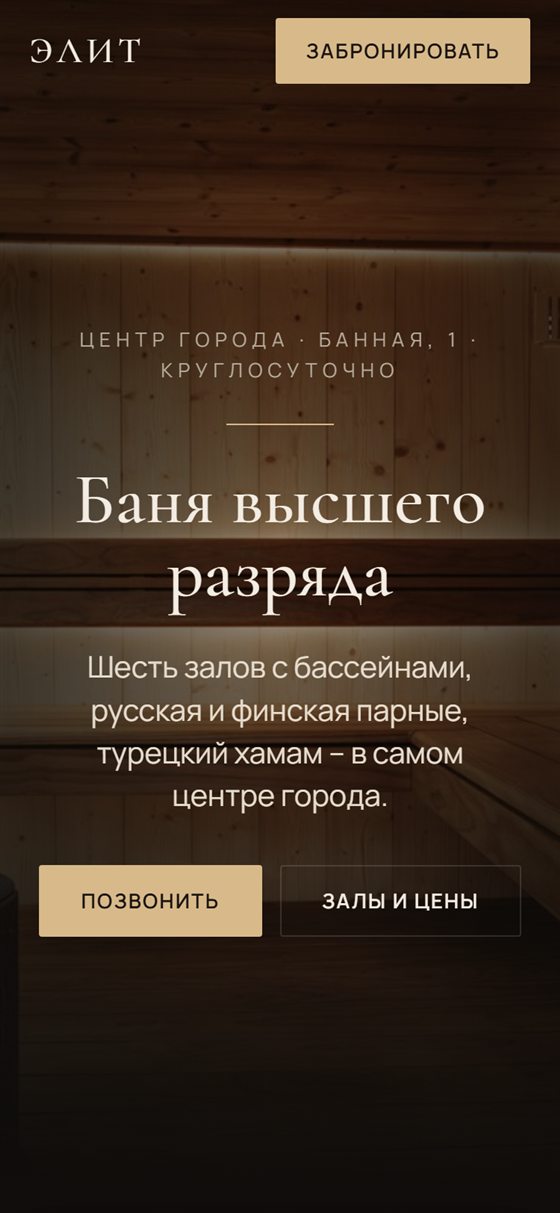 ЭЛИТ
ЗАБРОНИРОВАТЬ
ЦЕНТР ГОРОДА · БАННАЯ, 1 ·
КРУГЛОСУТОЧНО
Баня высшего
разряда
Шесть залов с бассейнами,
русская и финская парные,
турецкий хамам – в самом
центре города.
ПОЗВОНИТЬ
ЗАЛЫ И ЦЕНЫ